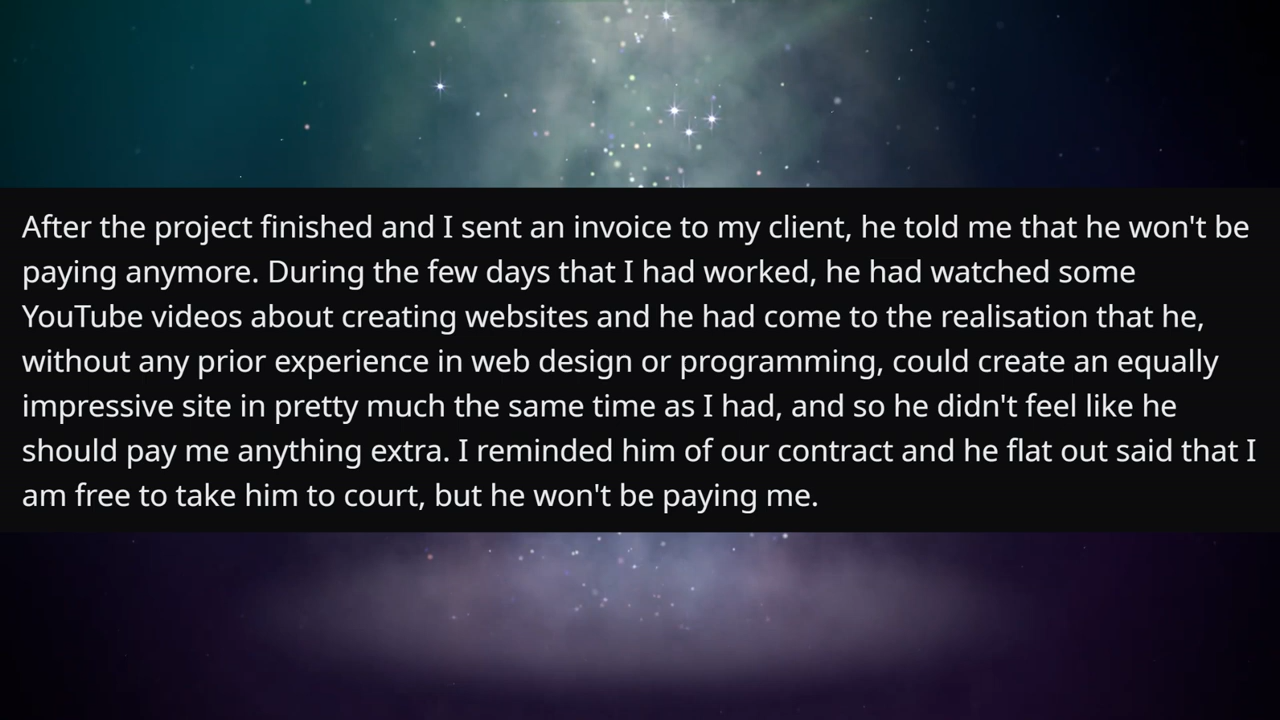 After the project finished and I sent an invoice to my client, he told me that he won't be
paying anymore. During the few days that I had worked, he had watched some
YouTube videos about creating websites and he had come to the realisation that he,
without any prior experience in web design or programming, could create an equally
impressive site in pretty much the same time as I had, and so he didn't feel like he
should pay me anything extra. I reminded him of our contract and he flat out said that I
am free to take him to court, but he won't be paying me.